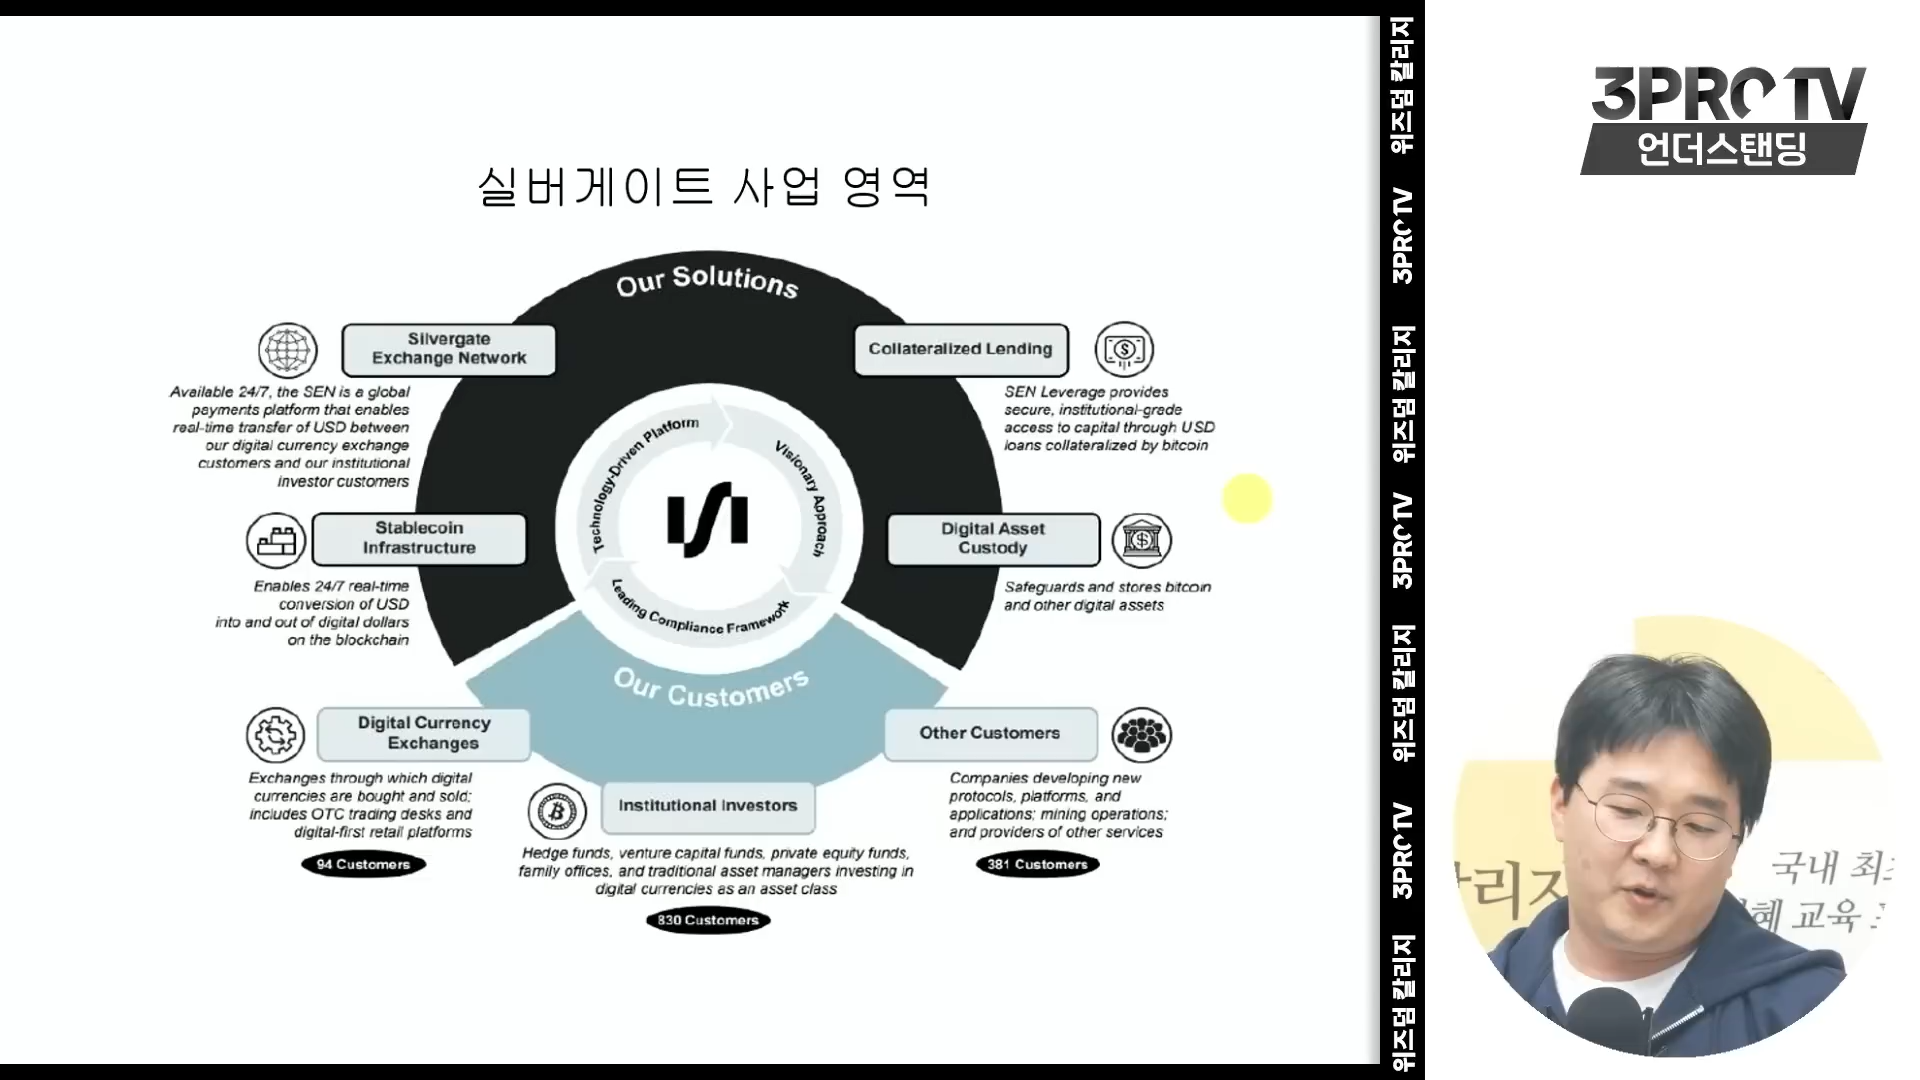 실버게이트 사업 영역
Our Solutions
Silvergate
Exchange Network
Available 24/7, the SEN is a global
payments platform that enables
real-time transfer of USD between
our digital currency exchange
customers and our institutional
investor customers
Collateralized Lending
SEN Leverage provides
secure, institutional-grade
access to capital through USD
loans collateralized by bitcoin
Stablecoin
Infrastructure
Enables 24/7 real-time
conversion of USD
into and out of digital dollars
on the blockchain
Digital Asset
Custody
Safeguards and stores bitcoin
and other digital assets
Technology-Driven Platform
Visionary Approach
Leading Compliance Framework
Our Customers
Digital Currency
Exchanges
Exchanges through which digital
currencies are bought and sold;
includes OTC trading desks and
digital-first retail platforms
94 Customers
Institutional Investors
Hedge funds, venture capital funds, private equity funds,
family offices, and traditional asset managers investing in
digital currencies as an asset class
830 Customers
Other Customers
Companies developing new
protocols, platforms, and
applications; mining operations;
and providers of other services
381 Customers
위즈덤 칼리지
3PROTV
위즈덤 칼리지
3PROTV
위즈덤 칼리지
3PROTV
위즈덤 칼리지
3PROTV
언더스탠딩
국내
교육